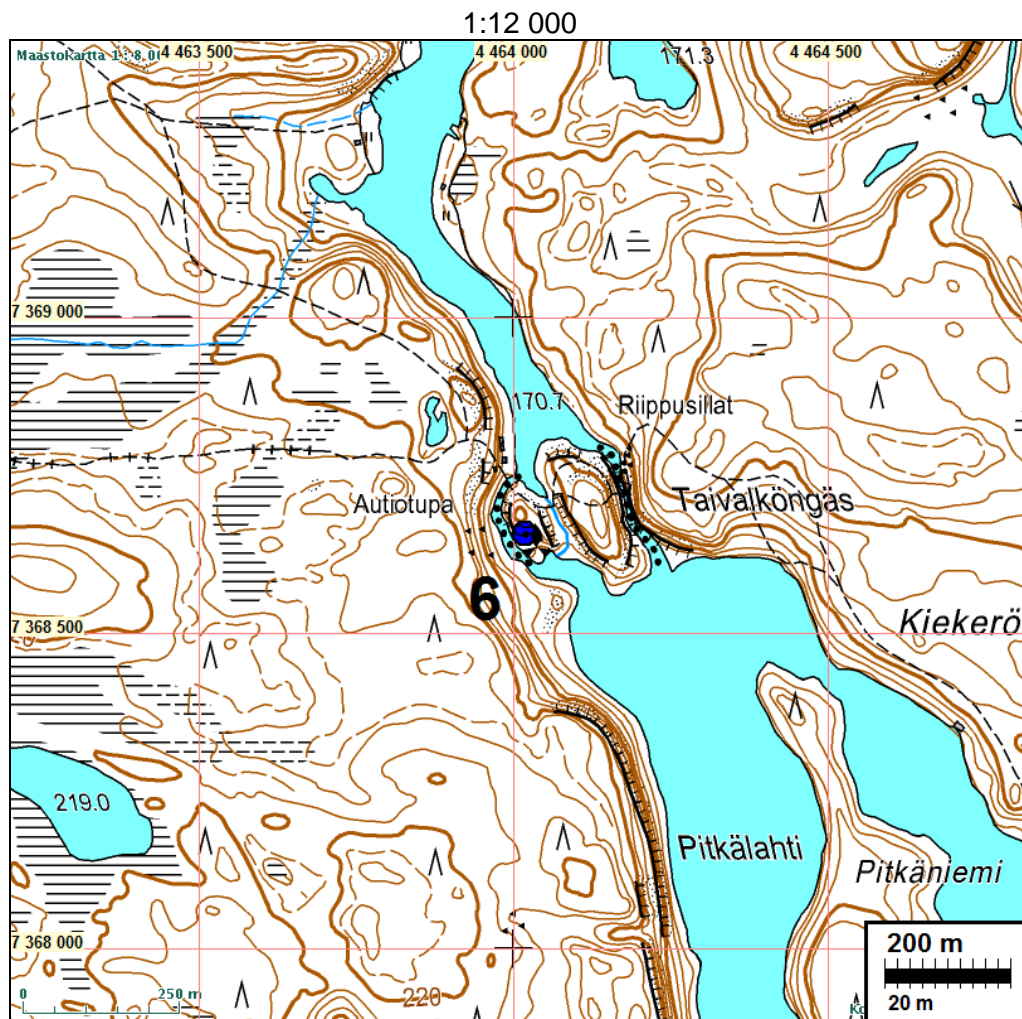 1:12 000
Maastokartta 1: 8.0
4 463 500
4 464 000
4 464 500
171.3
7 369 000
170.7
Riippusillat
Autiotupa
Taivalköngäs
6
7 368 500
Kiekerö
219.0
Pitkälahti
Pitkäniemi
7 368 000
220
200 m
20 m
0
250 m
Ko